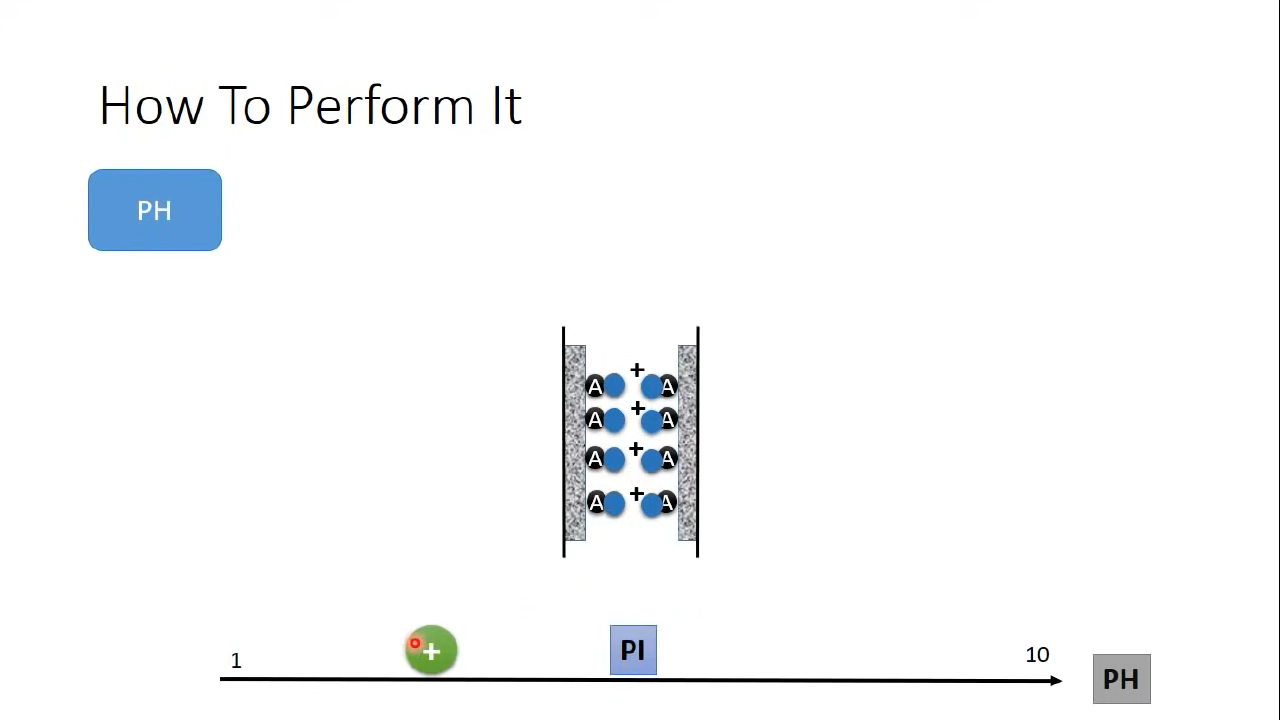 How To Perform It
PH
+
A A
+
A A
+
A A
+
A A
1 + PI 10
PH